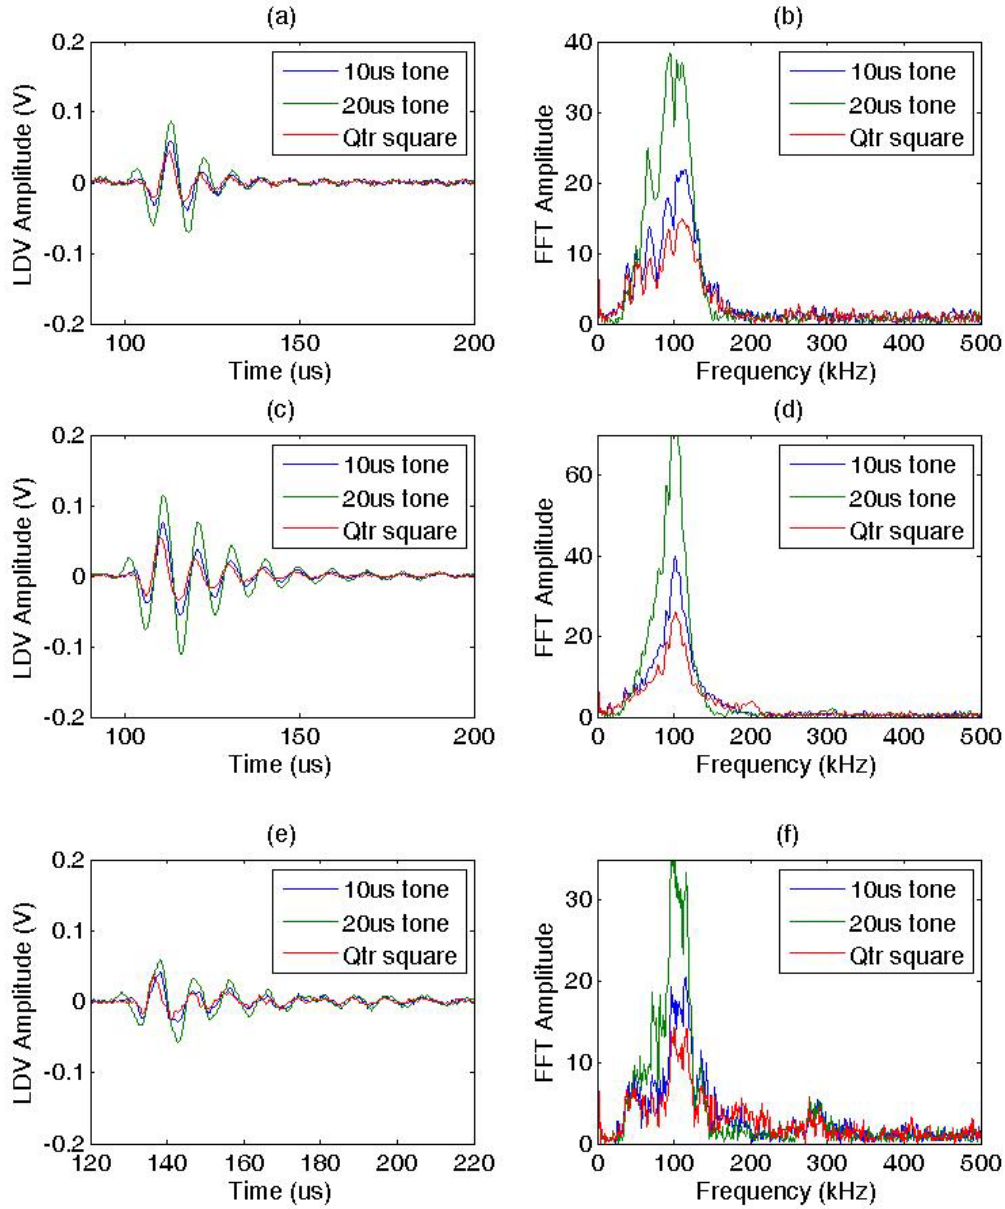 (a)
0.2
0.1
0
-0.1
-0.2
LDV Amplitude (V)
10us tone
20us tone
Qtr square
100
150
200
Time (us)
(b)
40
30
20
10
0
FFT Amplitude
10us tone
20us tone
Qtr square
0
100
200
300
400
500
Frequency (kHz)
(c)
0.2
0.1
0
-0.1
-0.2
LDV Amplitude (V)
10us tone
20us tone
Qtr square
100
150
200
Time (us)
(d)
60
40
20
0
FFT Amplitude
10us tone
20us tone
Qtr square
0
100
200
300
400
500
Frequency (kHz)
(e)
0.2
0.1
0
-0.1
-0.2
LDV Amplitude (V)
10us tone
20us tone
Qtr square
120
140
160
180
200
220
Time (us)
(f)
30
20
10
0
FFT Amplitude
10us tone
20us tone
Qtr square
0
100
200
300
400
500
Frequency (kHz)